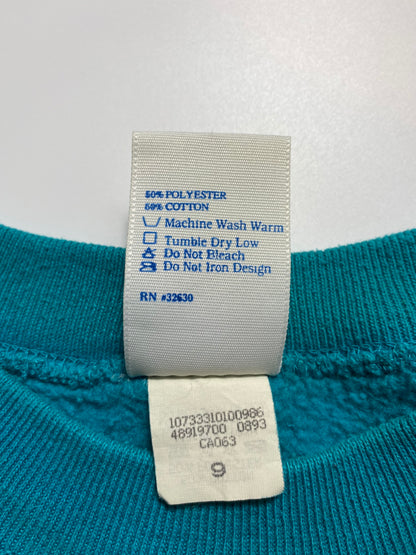 50% POLYESTER
50% COTTON
Machine Wash Warm
Tumble Dry Low
Do Not Bleach
Do Not Iron Design
RN #32630
10733310100986
48919700 0893
CA063
9